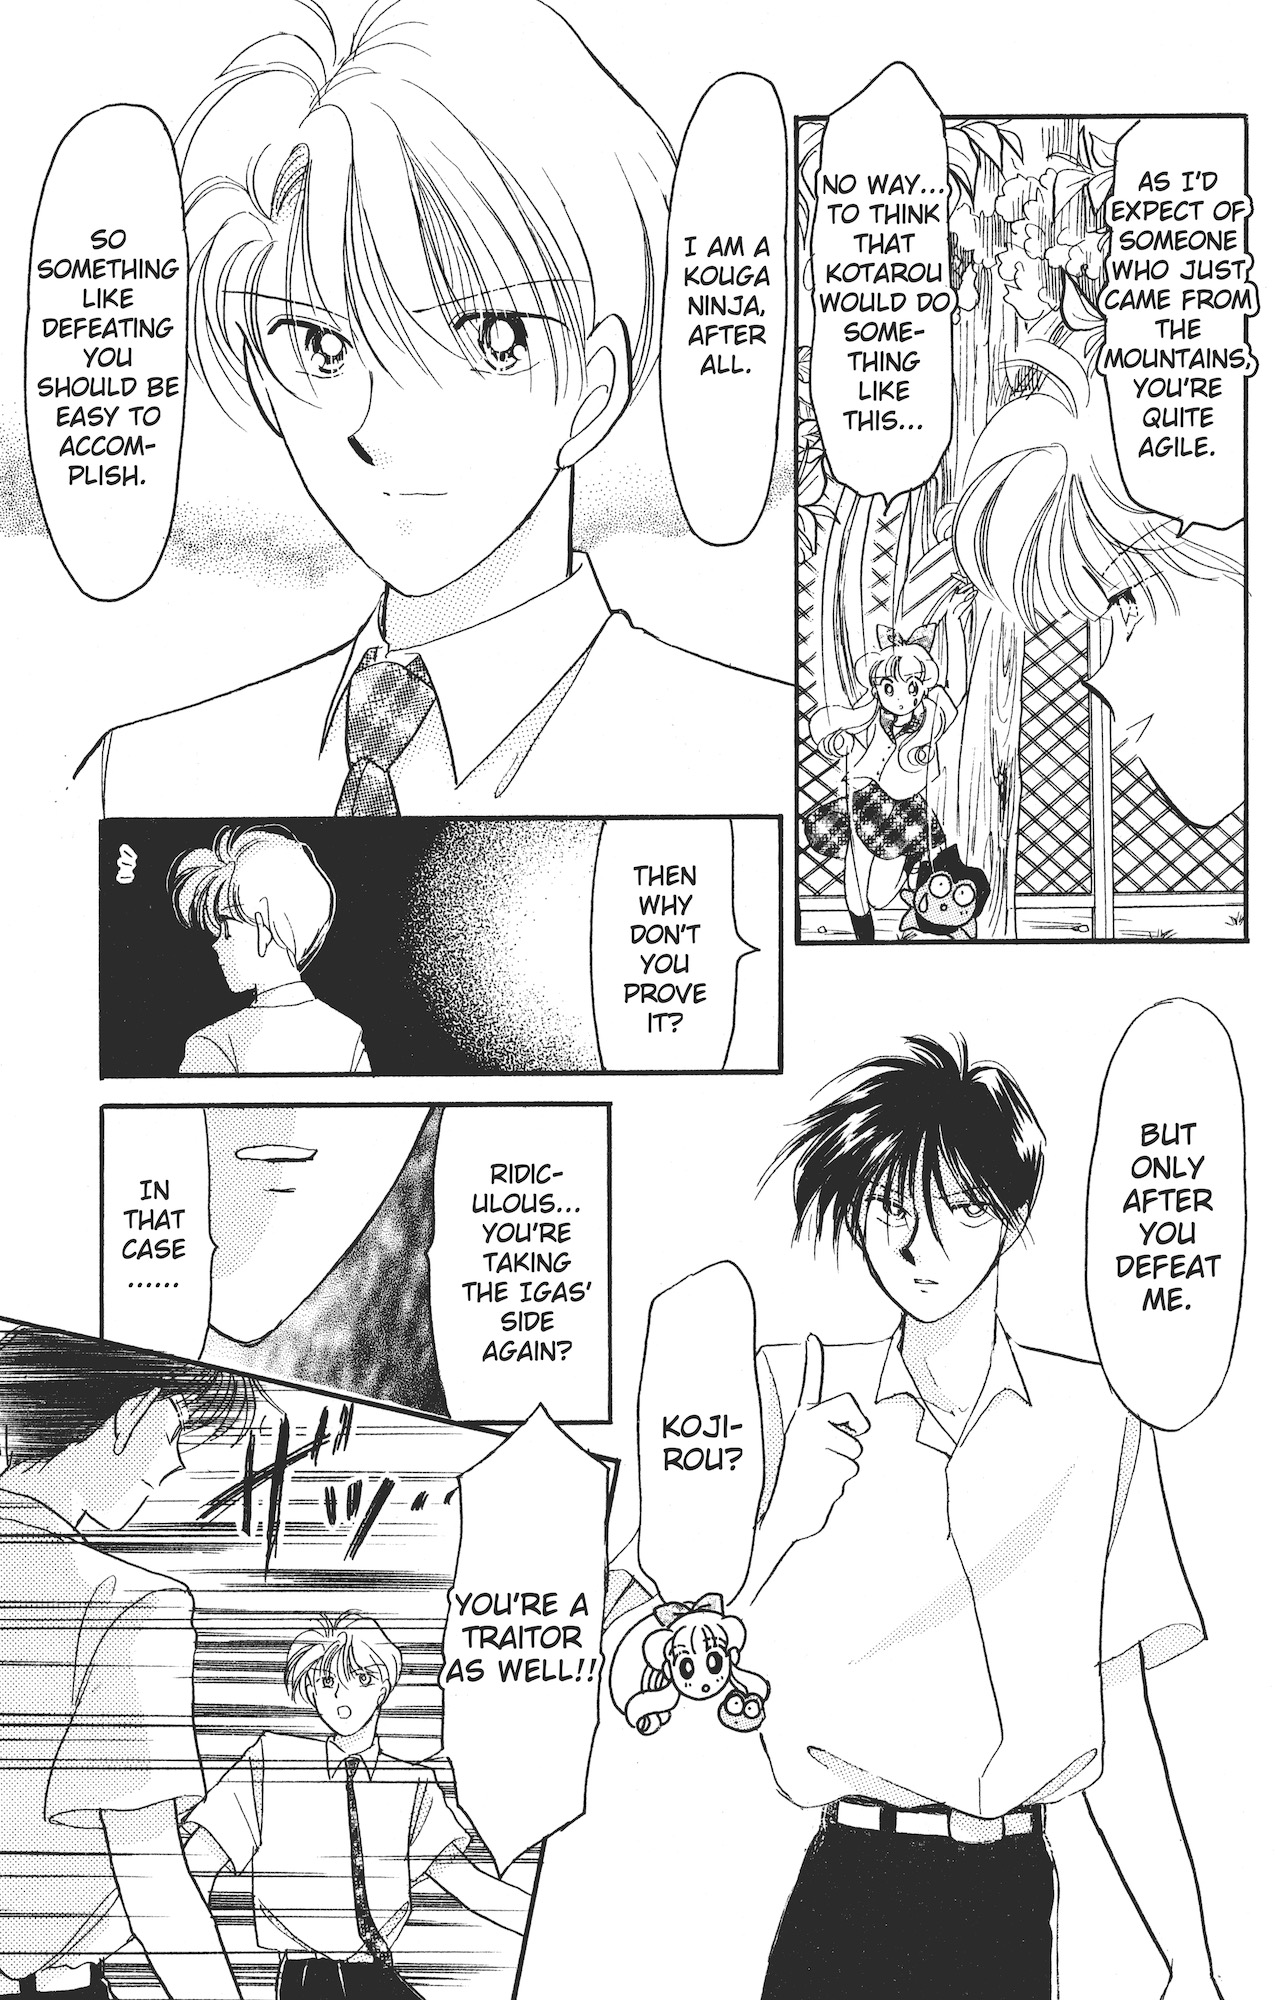 AS I'D
EXPECT OF
SOMEONE
WHO JUST
CAME FROM
THE
MOUNTAINS,
YOU'RE
QUITE
AGILE.
NO WAY...
TO THINK
THAT
KOTAROU
WOULD DO
SOME-
THING
LIKE
THIS...
I AM A
KOUGA
NINJA,
AFTER
ALL.
SO
SOMETHING
LIKE
DEFEATING
YOU
SHOULD BE
EASY TO
ACCOM-
PLISH.
THEN
WHY
DON'T
YOU
PROVE
IT?
BUT
ONLY
AFTER
YOU
DEFEAT
ME.
KOJI-
ROU?
RIDIC-
ULOUS...
YOU'RE
TAKING
THE IGAS'
SIDE
AGAIN?
IN
THAT
CASE
......
ガッ‥
YOU'RE A
TRAITOR
AS WELL!!